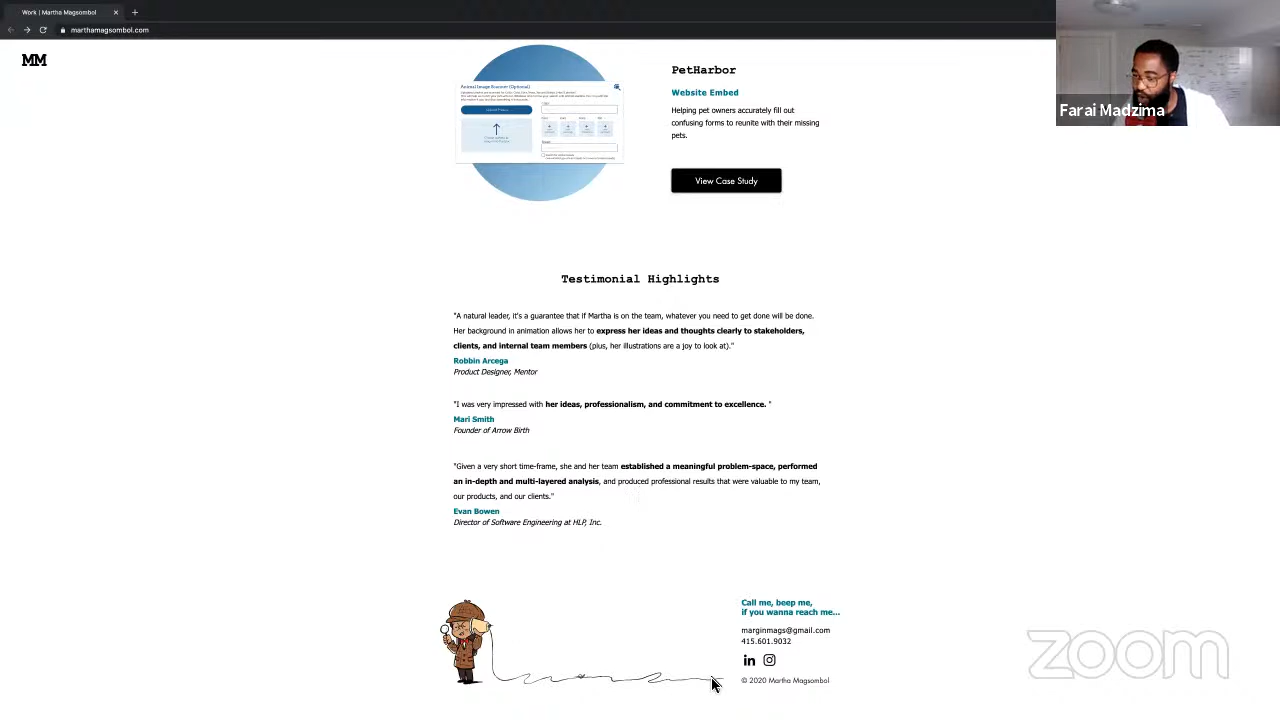 Work | Martha Magsombol
marthamagsombol.com
MM
Farai Madzima
Animal Image Scanner (Optional)
PetHarbor
Website Embed
Helping pet owners accurately fill out
confusing forms to reunite with their missing
pets.
View Case Study
Testimonial Highlights
"A natural leader, it's a guarantee that if Martha is on the team, whatever you need to get done will be done.
Her background in animation allows her to express her ideas and thoughts clearly to stakeholders,
clients, and internal team members (plus, her illustrations are a joy to look at)."
Robbin Arcega
Product Designer, Mentor
"I was very impressed with her ideas, professionalism, and commitment to excellence. "
Mari Smith
Founder of Arrow Birth
"Given a very short time-frame, she and her team established a meaningful problem-space, performed
an in-depth and multi-layered analysis, and produced professional results that were valuable to my team,
our products, and our clients."
Evan Bowen
Director of Software Engineering at HLP, Inc.
Call me, beep me,
if you wanna reach me...
marginmags@gmail.com
415.601.9032
in
© 2020 Martha Magsombol
zoom